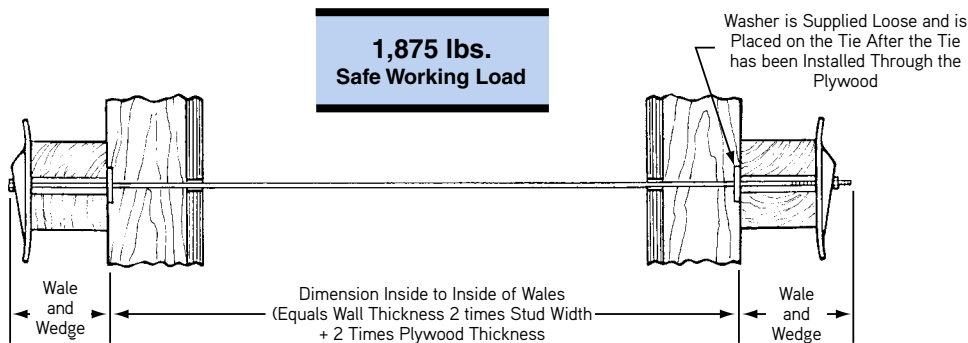 1,875 lbs.
Safe Working Load
Washer is Supplied Loose and is
Placed on the Tie After the Tie
has been Installed Through the
Plywood
Wale
and
Wedge
Dimension Inside to Inside of Wales
(Equals Wall Thickness 2 times Stud Width
+ 2 Times Plywood Thickness
Wale
and
Wedge